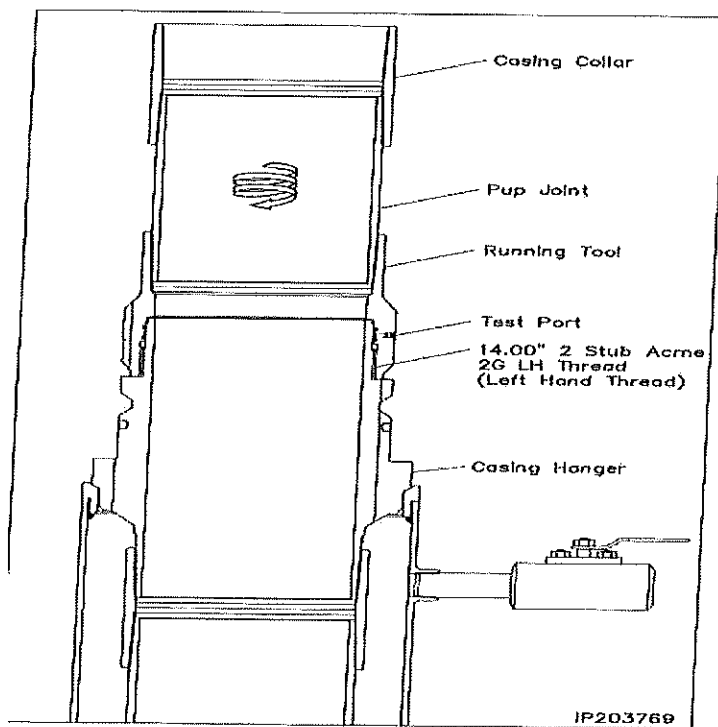 Casing Collar
Pup Joint
Running Tool
Test Port
14.00" 2 Stub Acme
2G LH Thread
(Left Hand Thread)
Casing Hanger
IP203769